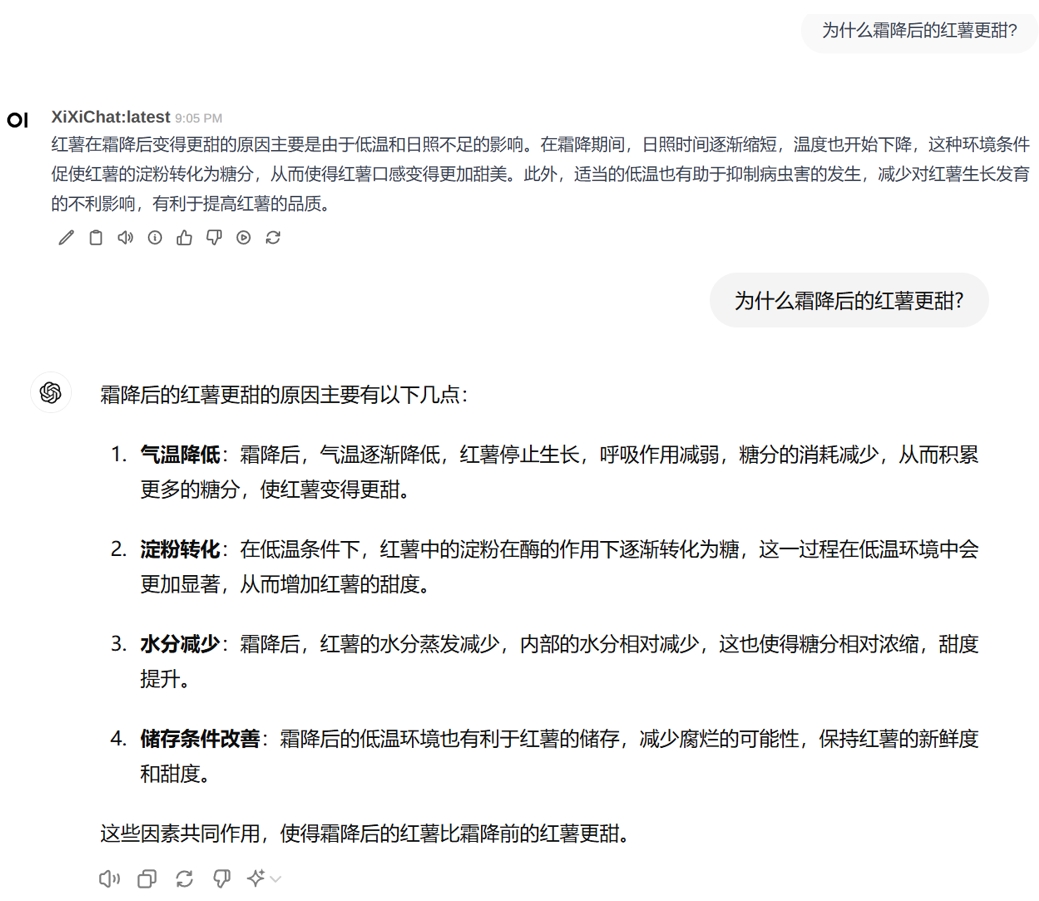 为什么霜降后的红薯更甜?
XiXiChat:latest 9:05 PM
红薯在霜降后变得更甜的原因主要是由于低温和日照不足的影响。在霜降期间，日照时间逐渐缩短，温度也开始下降，这种环境条件
促使红薯的淀粉转化为糖分，从而使得红薯口感变得更加甜美。此外，适当的低温也有助于抑制病虫害的发生，减少对红薯生长发育
的不利影响，有利于提高红薯的品质。
为什么霜降后的红薯更甜?
霜降后的红薯更甜的原因主要有以下几点：
1. 气温降低：霜降后，气温逐渐降低，红薯停止生长，呼吸作用减弱，糖分的消耗减少，从而积累
更多的糖分，使红薯变得更甜。
2. 淀粉转化：在低温条件下，红薯中的淀粉在酶的作用下逐渐转化为糖，这一过程在低温环境中会
更加显著，从而增加红薯的甜度。
3. 水分减少：霜降后，红薯的水分蒸发减少，内部的水分相对减少，这也使得糖分相对浓缩，甜度
提升。
4. 储存条件改善：霜降后的低温环境也有利于红薯的储存，减少腐烂的可能性，保持红薯的新鲜度
和甜度。
这些因素共同作用，使得霜降后的红薯比霜降前的红薯更甜。